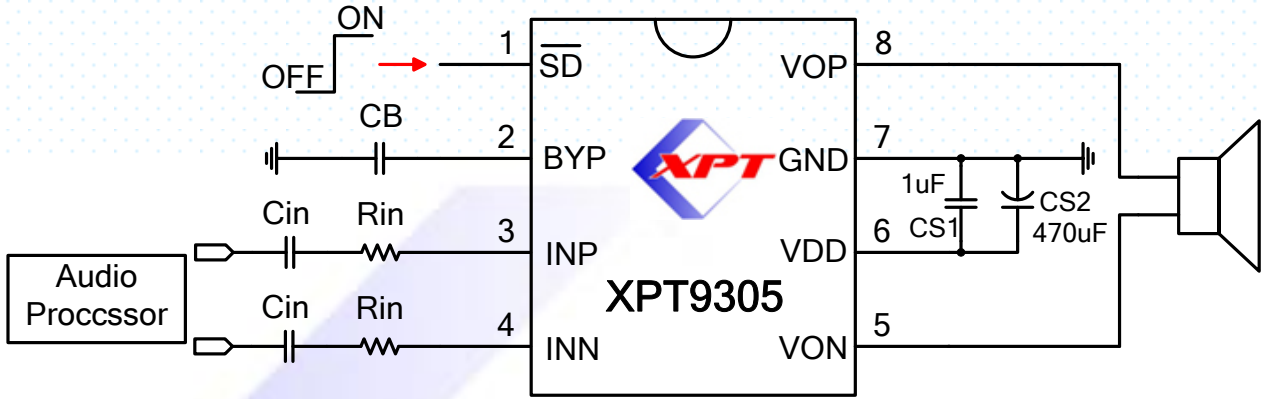 ON
OFF
1
SD
VOP
8
CB
2
BYP
XPT
GND
7
1uF
CS1
CS2
470uF
Cin
Rin
3
INP
VDD
6
Audio
Proccssor
XPT9305
Cin
Rin
4
INN
VON
5